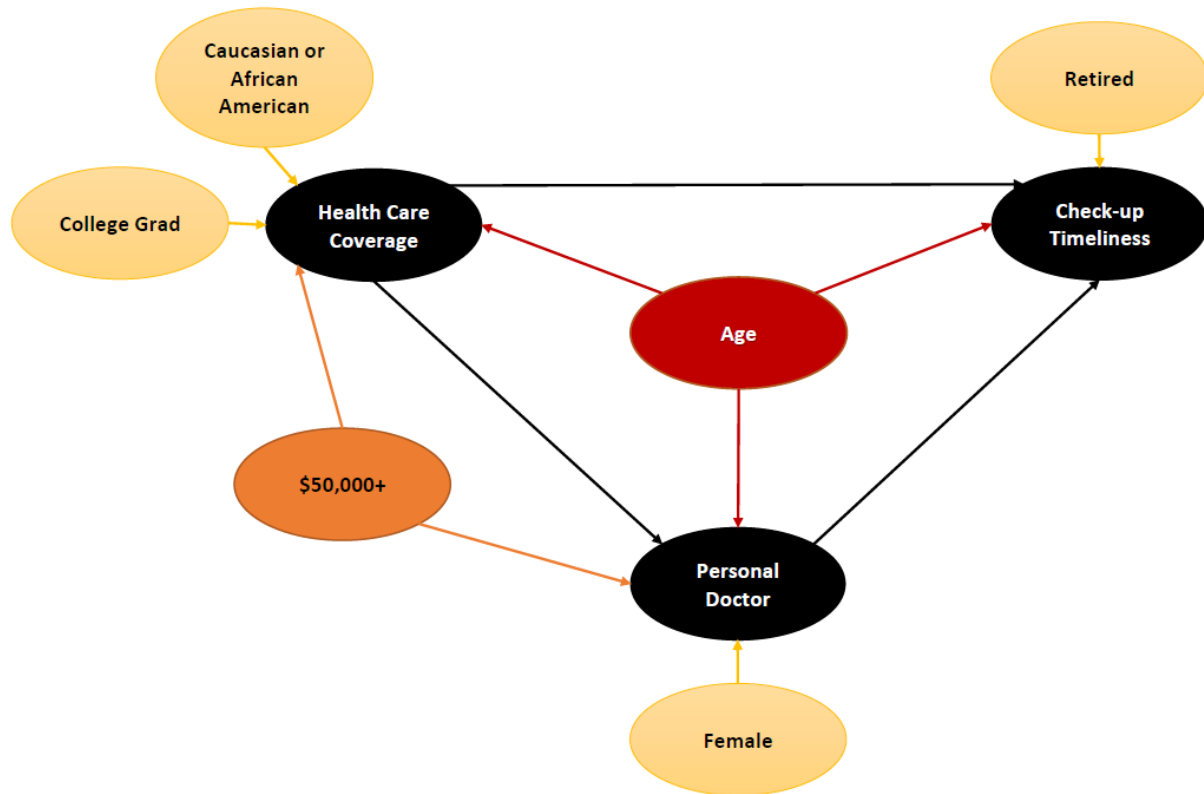 Caucasian or
African
American
Retired
College Grad
Health Care
Coverage
Check-up
Timeliness
Age
$50,000+
Personal
Doctor
Female